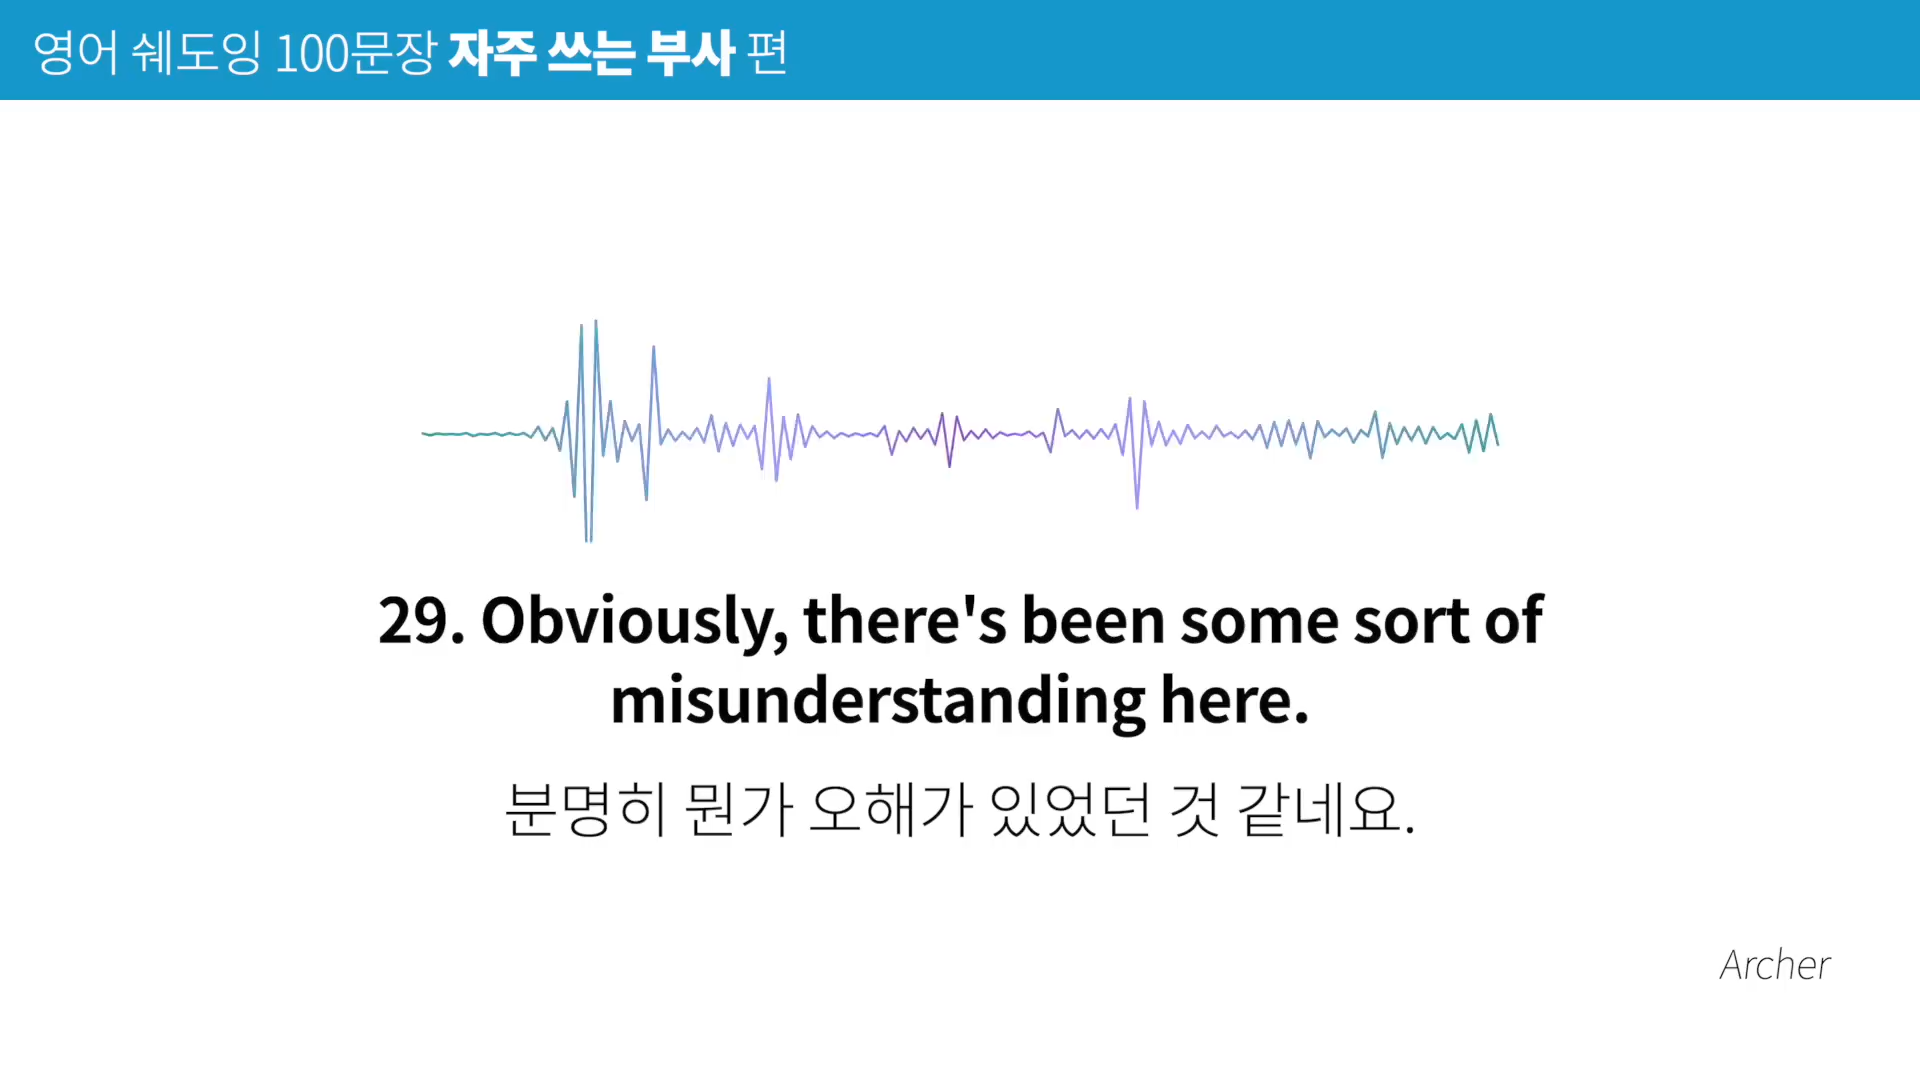 영어 쉐도잉 100문장 자주 쓰는 부사 편
29. Obviously, there's been some sort of
misunderstanding here.
분명히 뭔가 오해가 있었던 것 같네요.
Archer